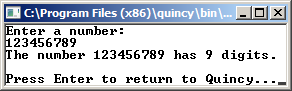 C:\Program Files (x86)\quincy\bin\...
Enter a number:
123456789
The number 123456789 has 9 digits.
Press Enter to return to Quincy...